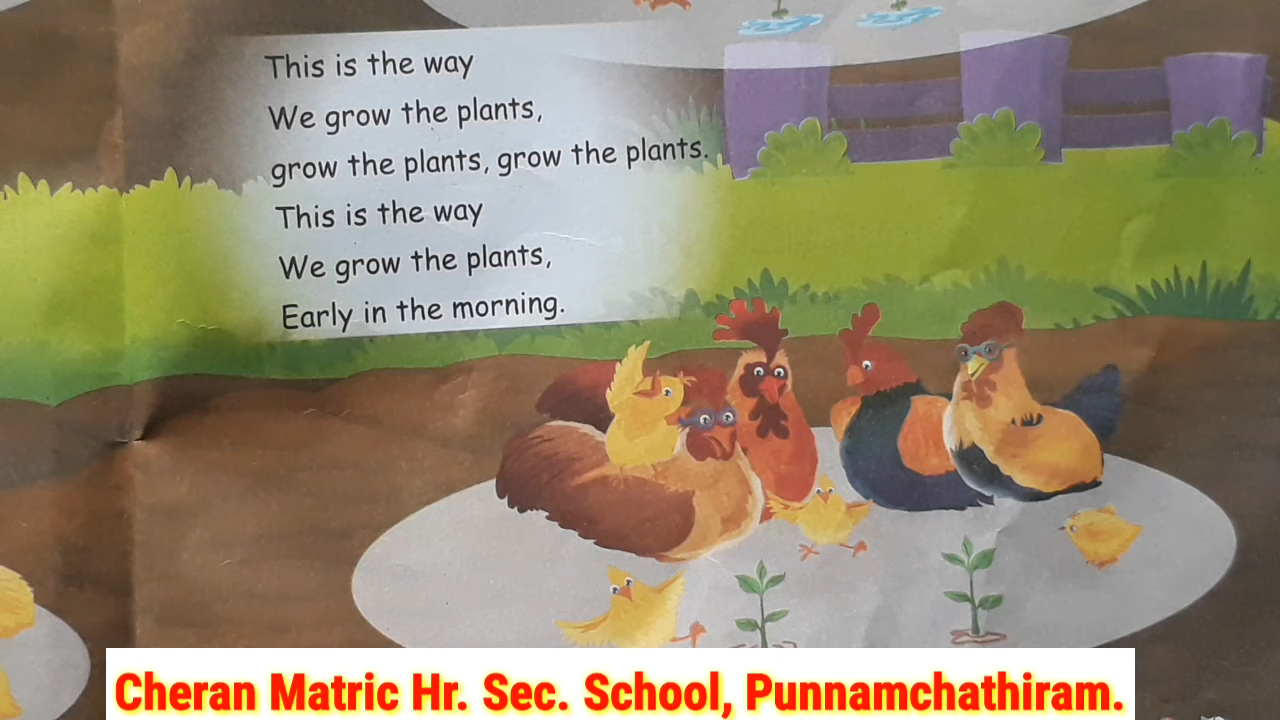 This is the way
We grow the plants,
grow the plants, grow the plants.
This is the way
We grow the plants,
Early in the morning.
Cheran Matric Hr. Sec. School, Punnamchathiram.